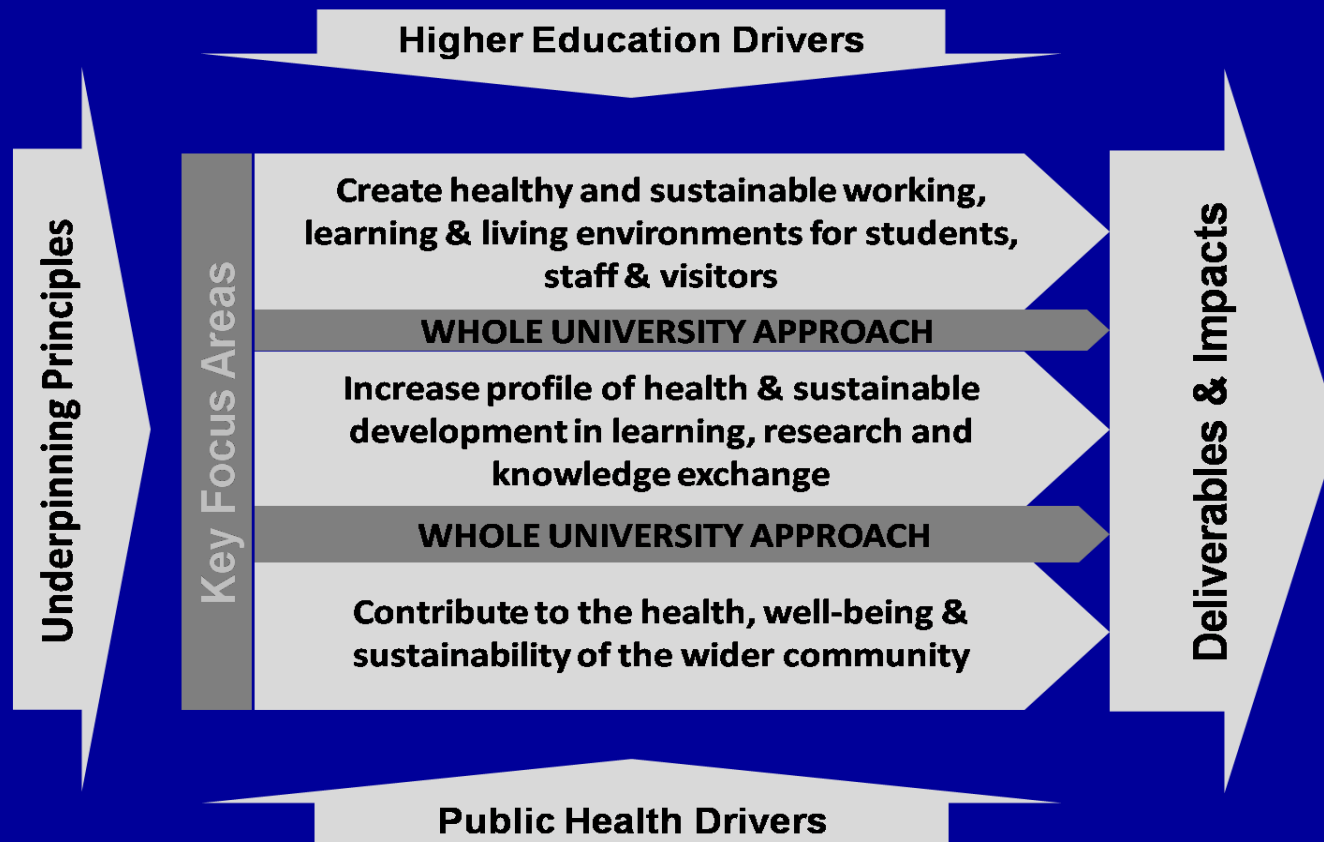 Higher Education Drivers
Underpinning Principles
Key Focus Areas
Create healthy and sustainable working,
learning & living environments for students,
staff & visitors
WHOLE UNIVERSITY APPROACH
Increase profile of health & sustainable
development in learning, research and
knowledge exchange
WHOLE UNIVERSITY APPROACH
Contribute to the health, well-being &
sustainability of the wider community
Deliverables & Impacts
Public Health Drivers